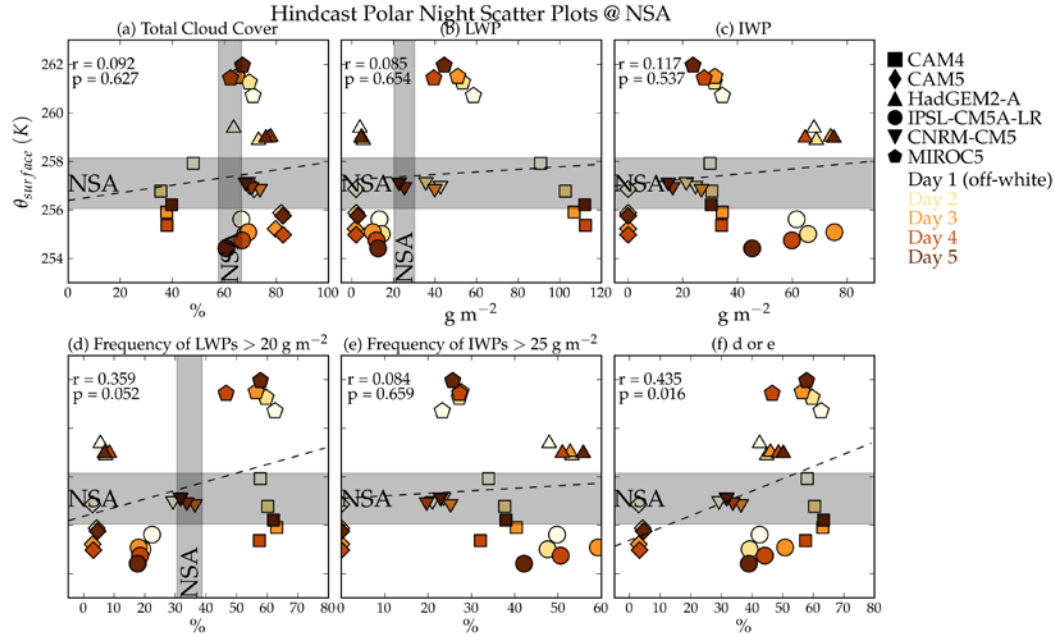 Hindcast Polar Night Scatter Plots @ NSA
(a) Total Cloud Cover
(b) LWP
(c) IWP
r = 0.092
p = 0.627
r = 0.085
p = 0.654
r = 0.117
p = 0.537
262
260
258
256
254
θsurface (K)
NSA
NSA
NSA
NSA
NSA
0 20 40 60 80 100
%
0 20 40 60 80 100 120
g m−2
0 20 40 60 80
g m−2
CAM4
CAM5
HadGEM2-A
IPSL-CM5A-LR
CNRM-CM5
MIROC5
Day 1 (off-white)
Day 2
Day 3
Day 4
Day 5
(d) Frequency of LWPs > 20 g m−2
(e) Frequency of IWPs > 25 g m−2
(f) d or e
r = 0.359
p = 0.052
r = 0.084
p = 0.659
r = 0.435
p = 0.016
NSA
NSA
NSA
NSA
0 10 20 30 40 50 60 70 80
%
0 10 20 30 40 50 60
%
0 10 20 30 40 50 60 70 80
%